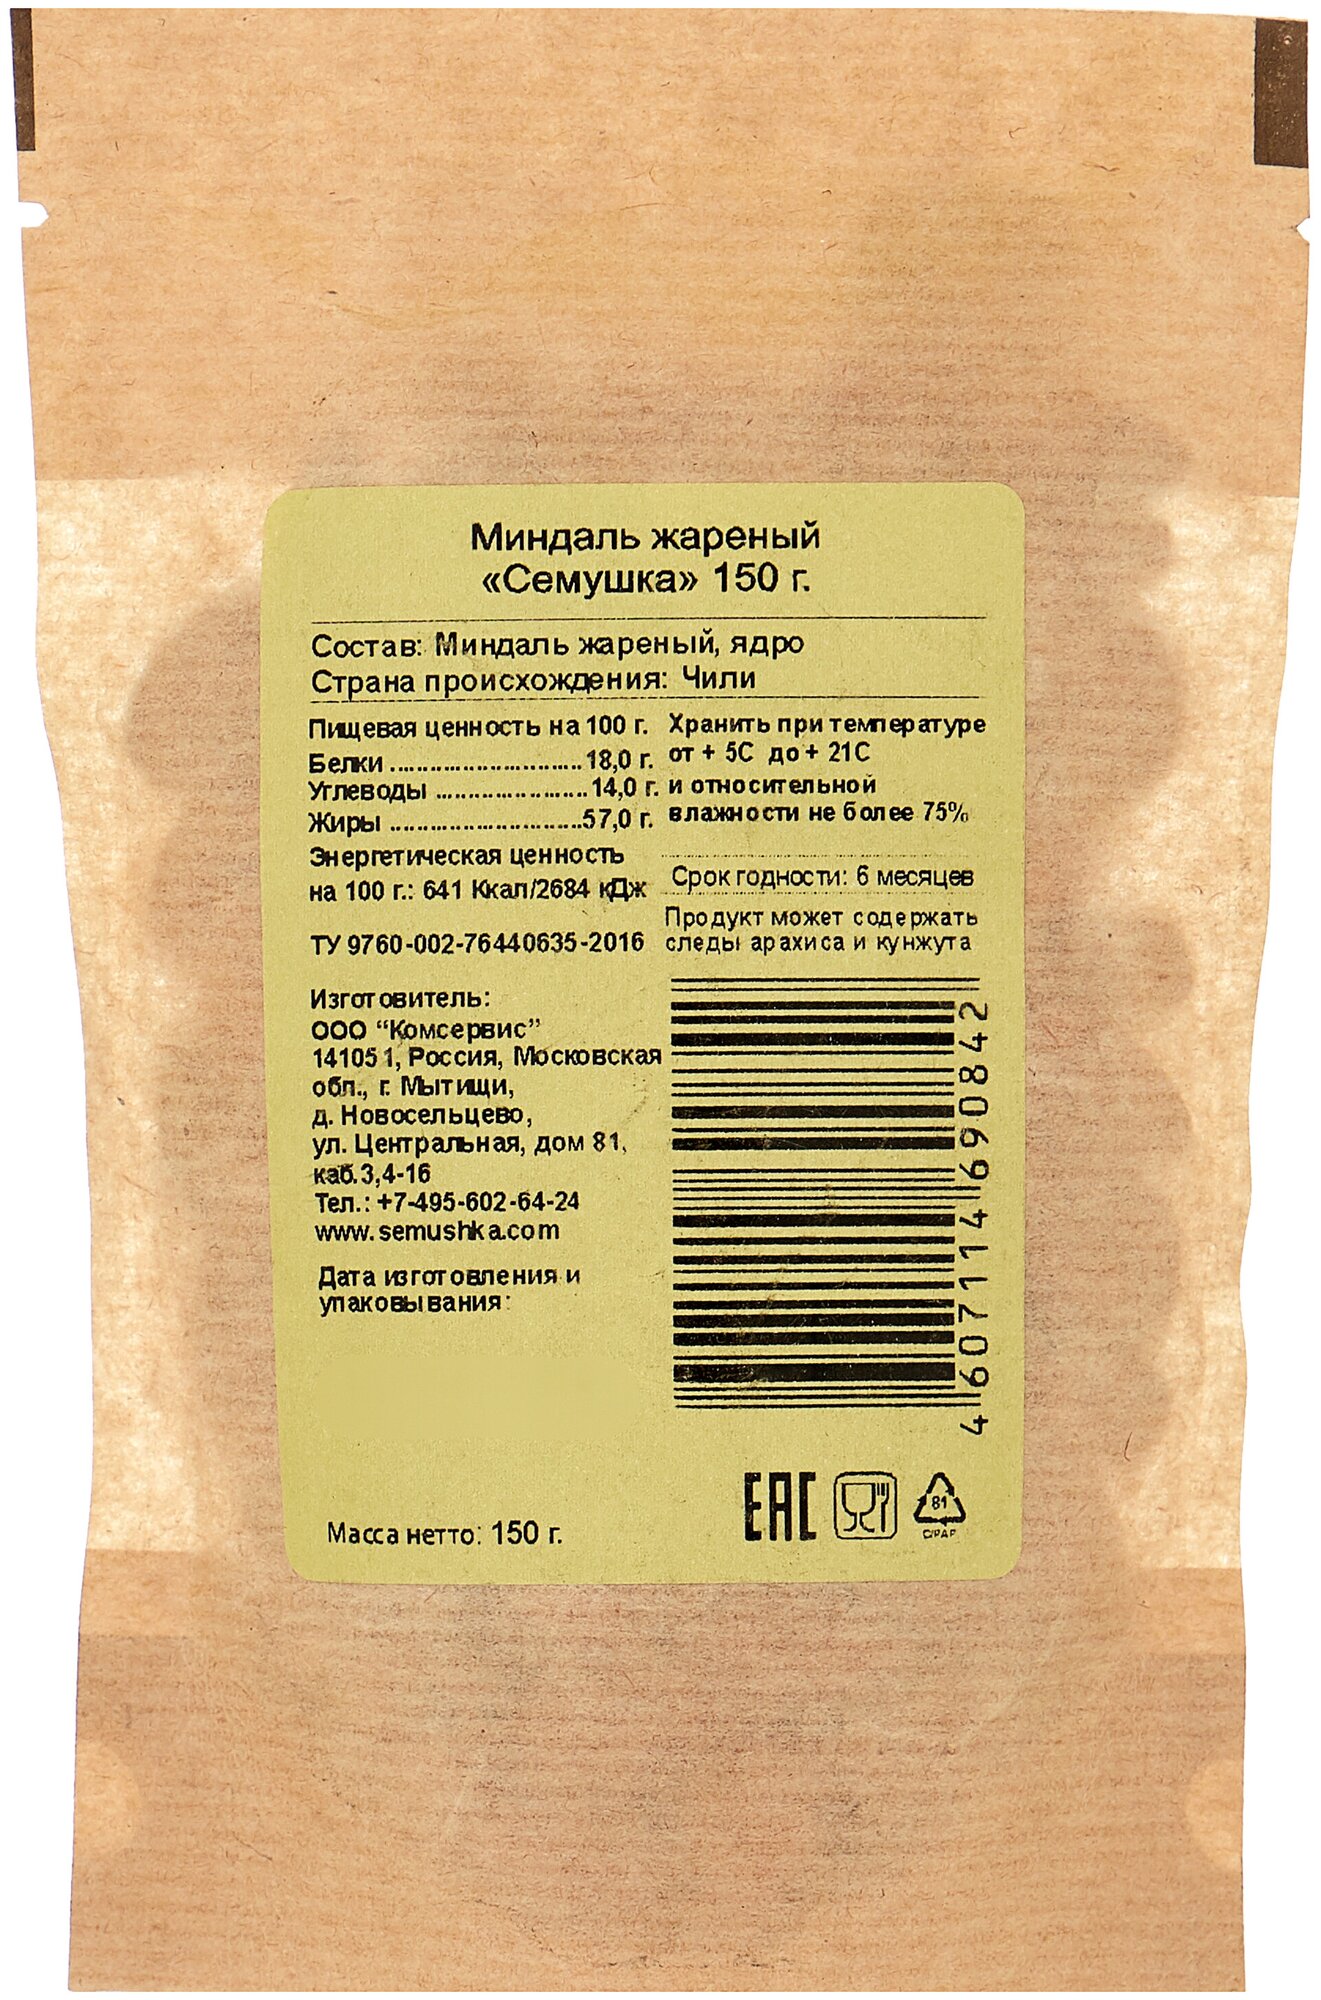 Миндаль жареный
«Семушка» 150 г.
Состав: Миндаль жареный, ядро
Страна происхождения: Чили
Пищевая ценность на 100 г.
Белки ............................18,0 г.
Углеводы ......................14,0 г.
Жиры ............................57,0 г.
Энергетическая ценность
на 100 г.: 641 Ккал/2684 кДж
ТУ 9760-002-76440635-2016
Хранить при температуре
от + 5С до + 21С
и относительной
влажности не более 75%
Срок годности: 6 месяцев
Продукт может содержать
следы арахиса и кунжута
Изготовитель:
ООО “Комсервис”
141051, Россия, Московская
обл., г. Мытищи,
д. Новосельцево,
ул. Центральная, дом 81,
каб.3,4-16
Тел.: +7-495-602-64-24
www.semushka.com
Дата изготовления и
упаковывания:
4 607114 690842
Масса нетто: 150 г.
EAC
81
C/PAP